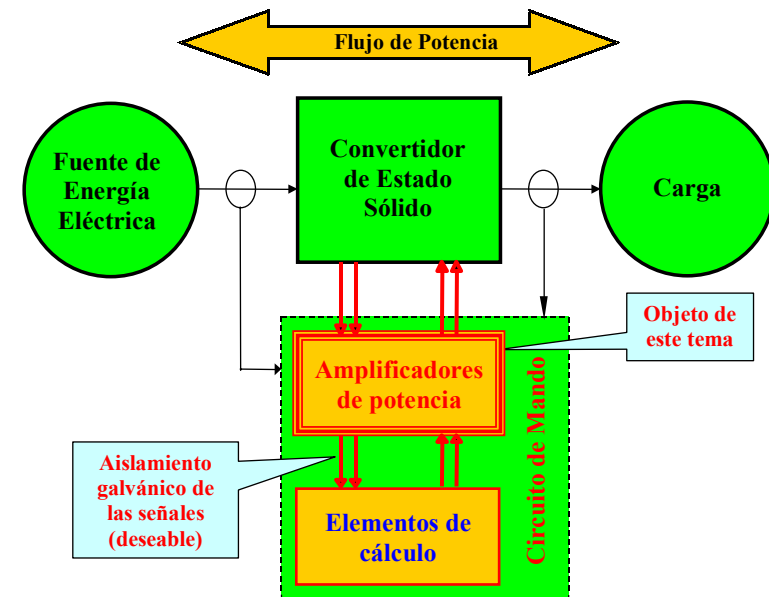 Flujo de Potencia
Fuente de
Energía
Eléctrica
Convertidor
de Estado
Sólido
Carga
Objeto de
este tema
Amplificadores
de potencia
Aislamiento
galvánico de
las señales
(deseable)
Elementos de
cálculo
Circuito de Mando